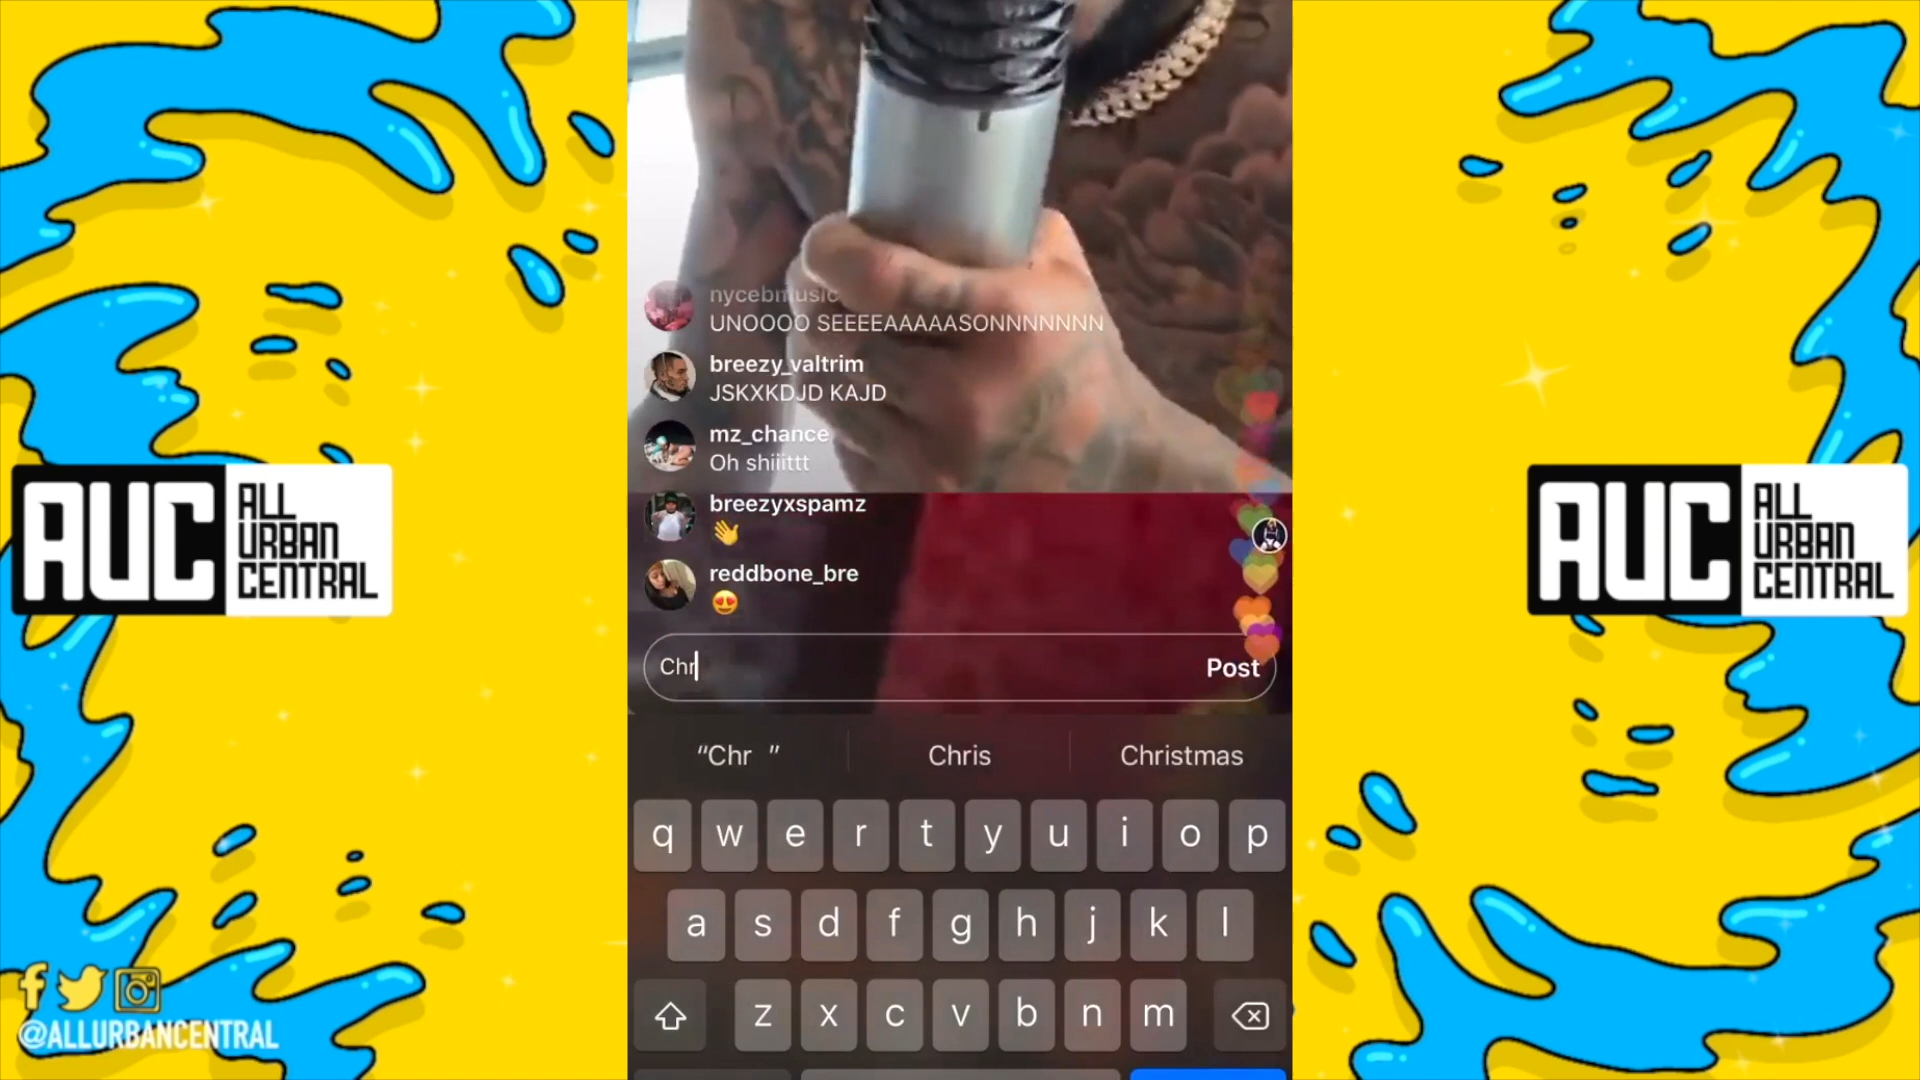 nycebmusic
UNOOOO SEEEEAAAAASONNNNNNN
breezy_valtrim
JSKXKDJD KAJD
mz_chance
Oh shiiittt
breezyxspamz
👋
reddbone_bre
😍
Chr
Post
“Chr ”
Chris
Christmas
q w e r t y u i o p
a s d f g h j k l
z x c v b n m
AUC
ALL
URBAN
CENTRAL
AUC
ALL
URBAN
CENTRAL
@ALLURBANCENTRAL